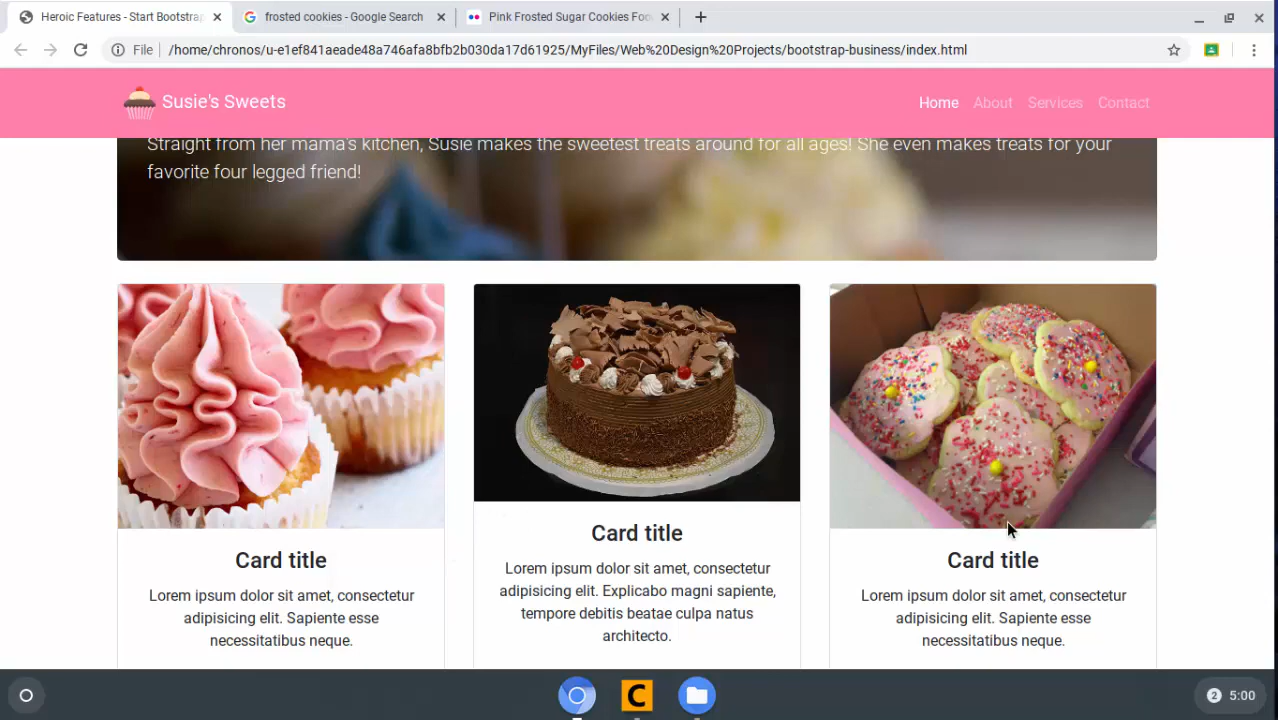 Heroic Features - Start Bootstrap
frosted cookies - Google Search
Pink Frosted Sugar Cookies Foo
File
/home/chronos/u-e1ef841aeade48a746afa8bfb2b030da17d61925/MyFiles/Web%20Design%20Projects/bootstrap-business/index.html
Susie's Sweets
Home About Services Contact
Straight from her mama's kitchen, Susie makes the sweetest treats around for all ages! She even makes treats for your
favorite four legged friend!
Card title
Lorem ipsum dolor sit amet, consectetur
adipisicing elit. Sapiente esse
necessitatibus neque.
Card title
Lorem ipsum dolor sit amet, consectetur
adipisicing elit. Explicabo magni sapiente,
tempore debitis beatae culpa natus
architecto.
Card title
Lorem ipsum dolor sit amet, consectetur
adipisicing elit. Sapiente esse
necessitatibus neque.
C
2 5:00